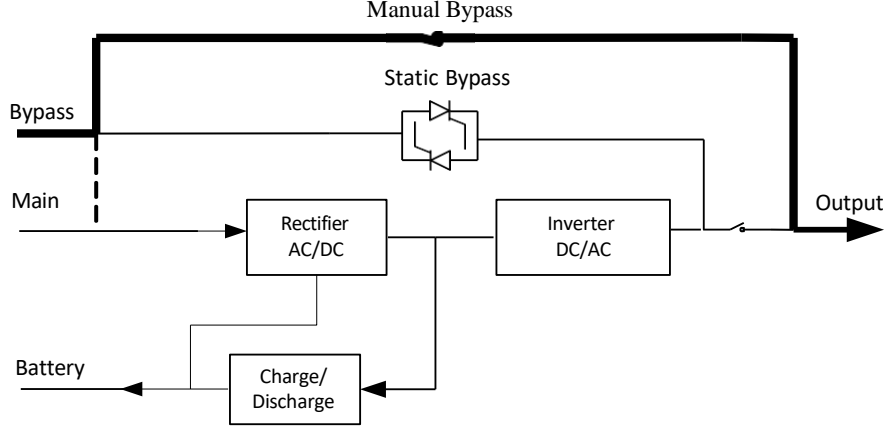 Manual Bypass
Static Bypass
Bypass
Main
Rectifier
AC/DC
Inverter
DC/AC
Output
Battery
Charge/
Discharge